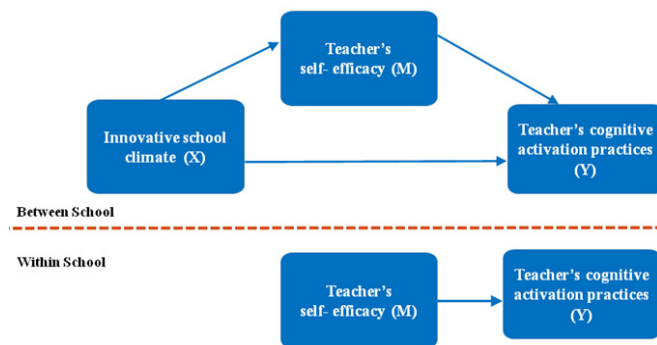 Teacher's
self- efficacy (M)
Innovative school
climate (X)
Teacher's cognitive
activation practices
(Y)
Between School
Within School
Teacher's
self- efficacy (M)
Teacher's cognitive
activation practices
(Y)